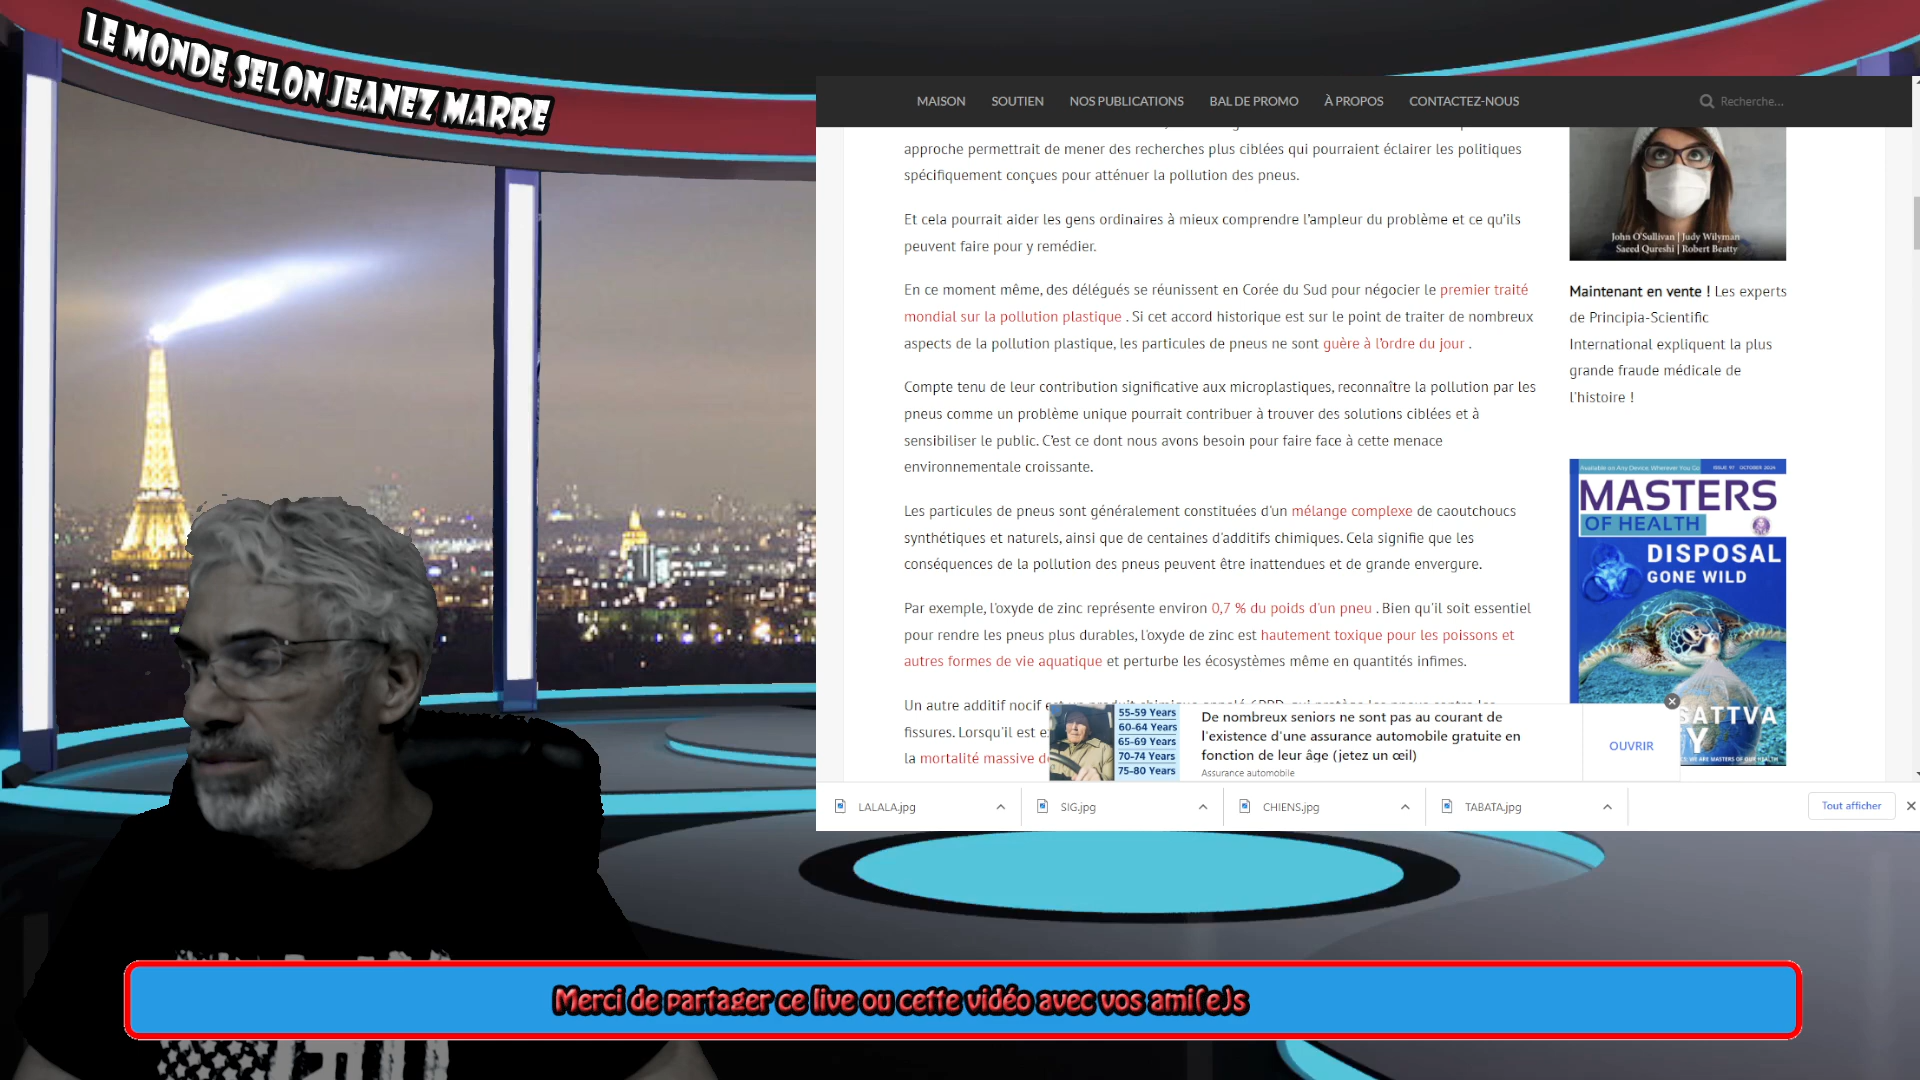 LE MONDE SELON JEANEZ MARRE
MAISON SOUTIEN NOS PUBLICATIONS BAL DE PROMO À PROPOS CONTACTEZ-NOUS Recherche...
approche permettrait de mener des recherches plus ciblées qui pourraient éclairer les politiques
spécifiquement conçues pour atténuer la pollution des pneus.
Et cela pourrait aider les gens ordinaires à mieux comprendre l'ampleur du problème et ce qu'ils
peuvent faire pour y remédier.
En ce moment même, des délégués se réunissent en Corée du Sud pour négocier le premier traité
mondial sur la pollution plastique . Si cet accord historique est sur le point de traiter de nombreux
aspects de la pollution plastique, les particules de pneus ne sont guère à l'ordre du jour .
Compte tenu de leur contribution significative aux microplastiques, reconnaître la pollution par les
pneus comme un problème unique pourrait contribuer à trouver des solutions ciblées et à
sensibiliser le public. C'est ce dont nous avons besoin pour faire face à cette menace
environnementale croissante.
Les particules de pneus sont généralement constituées d'un mélange complexe de caoutchoucs
synthétiques et naturels, ainsi que de centaines d'additifs chimiques. Cela signifie que les
conséquences de la pollution des pneus peuvent être inattendues et de grande envergure.
Par exemple, l'oxyde de zinc représente environ 0,7 % du poids d'un pneu . Bien qu'il soit essentiel
pour rendre les pneus plus durables, l'oxyde de zinc est hautement toxique pour les poissons et
autres formes de vie aquatique et perturbe les écosystèmes même en quantités infimes.
Un autre additif nocif
fissures. Lorsqu'il est
la mortalité massive
John O'Sullivan | Judy Wilyman
Saeed Qureshi | Robert Beatty
Maintenant en vente ! Les experts
de Principia-Scientific
International expliquent la plus
grande fraude médicale de
l'histoire !
Available on Any Device, Wherever You Go ISSUE 97 OCTOBER 2024
MASTERS
OF HEALTH
DISPOSAL
GONE WILD
SATTVA
Y
55-59 Years
60-64 Years
65-69 Years
70-74 Years
75-80 Years
De nombreux seniors ne sont pas au courant de
l'existence d'une assurance automobile gratuite en
fonction de leur âge (jetez un œil)
Assurance automobile
OUVRIR
LALALA.jpg SIG.jpg CHIENS.jpg TABATA.jpg Tout afficher
Merci de partager ce live ou cette vidéo avec vos ami(e)s